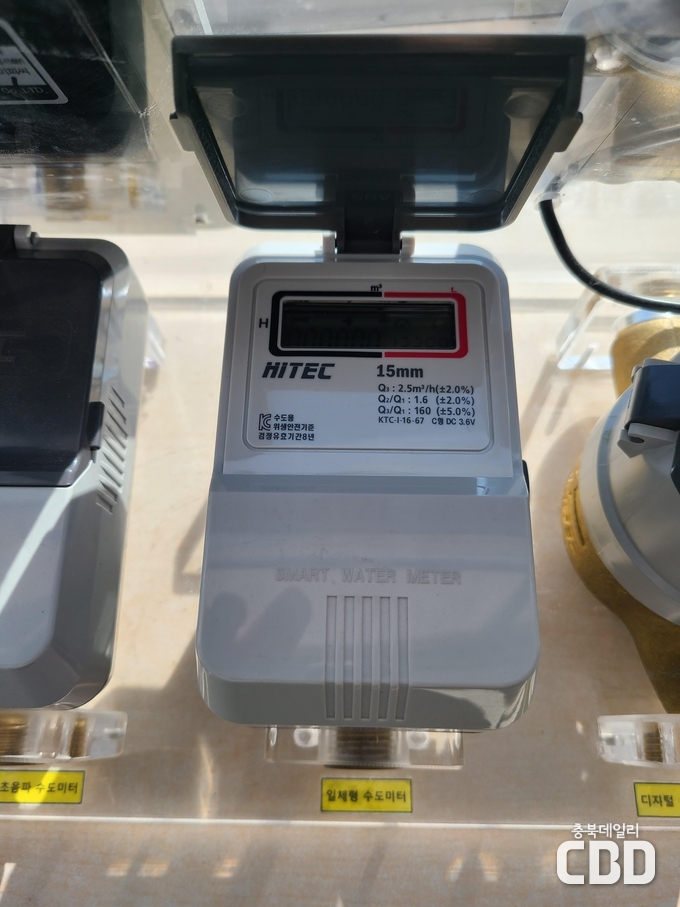 m³
H
HITEC
15mm
Q₃ : 2.5m³/h(±2.0%)
Q₂/Q₁ : 1.6 (±2.0%)
Q₃/Q₁ : 160 (±5.0%)
KTC-I-16-67 C형 DC 3.6V
수도용
위생안전기준
검정유효기간8년
SMART WATER METER
초음파 수도미터
일체형 수도미터
디지털
충북데일리
CBD